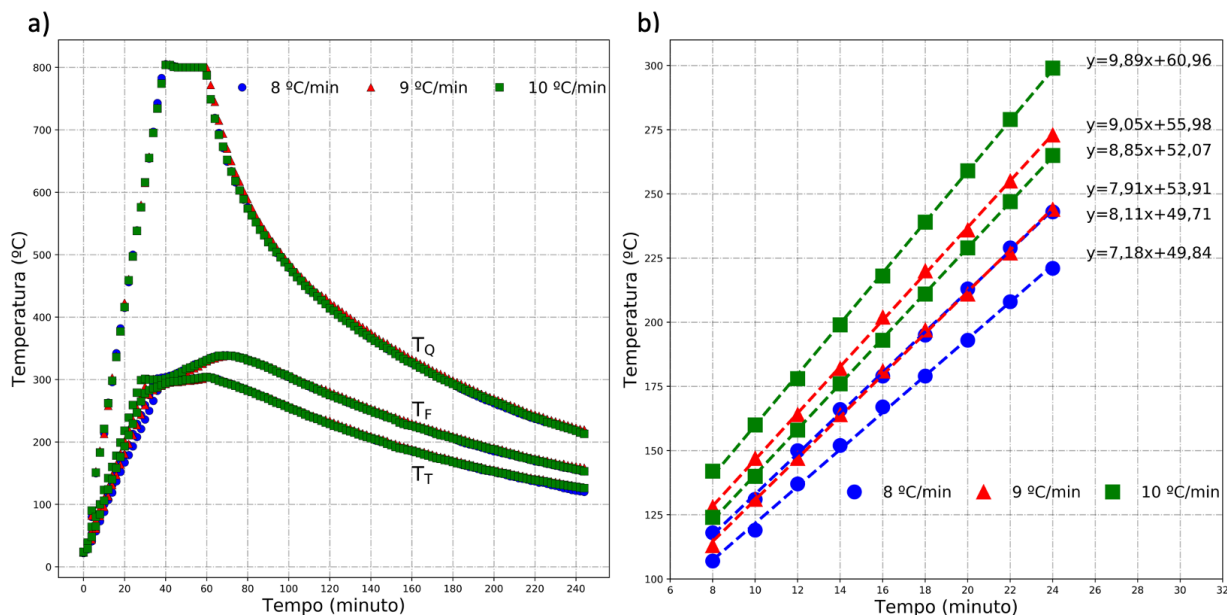 a)
800
700
600
500
400
300
200
100
0
0 20 40 60 80 100 120 140 160 180 200 220 240
Temperatura (ºC)
Tempo (minuto)
8 ºC/min 9 ºC/min 10 ºC/min
T_Q
T_F
T_T
b)
300
275
250
225
200
175
150
125
100
6 8 10 12 14 16 18 20 22 24 26 28 30 32
Temperatura (ºC)
Tempo (minuto)
y=9,89x+60,96
y=9,05x+55,98
y=8,85x+52,07
y=7,91x+53,91
y=8,11x+49,71
y=7,18x+49,84
8 ºC/min 9 ºC/min 10 ºC/min